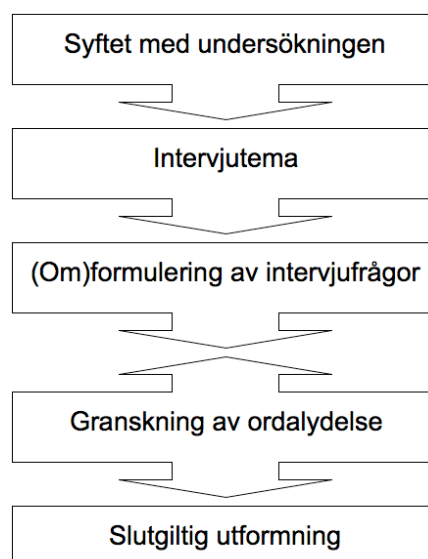 Syftet med undersökningen
Intervjutema
(Om)formulering av intervjufrågor
Granskning av ordalydelse
Slutgiltig utformning